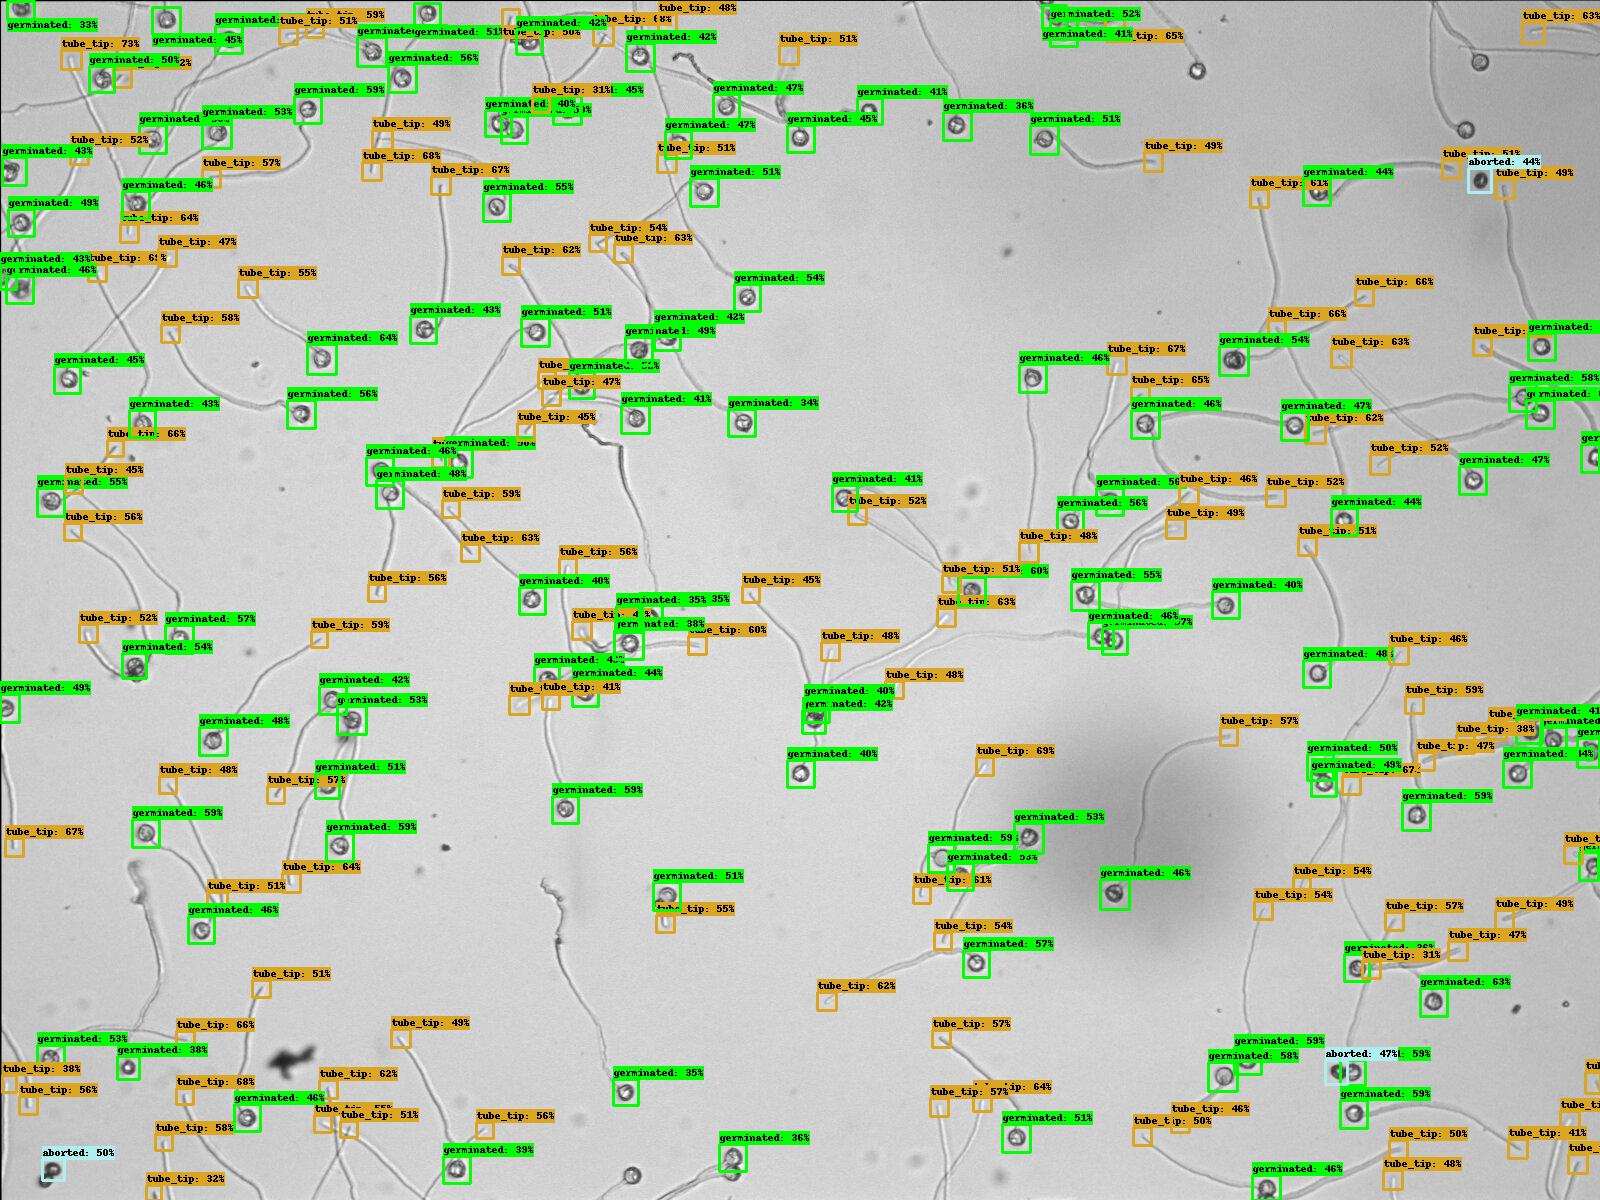 tube_tip: 48%
germinated: 33%
tube_tip: 51%
germinated: 42%
germinated: 52%
tube_tip: 63%
germinated: 45%
tube_tip: 73%
germinated: 42%
tube_tip: 51%
germinated: 41%
germinated: 50%
germinated: 56%
germinated: 59%
germinated: 47%
germinated: 41%
germinated: 53%
germinated: 36%
germinated: 45%
germinated: 51%
tube_tip: 49%
germinated: 47%
tube_tip: 52%
germinated: 43%
tube_tip: 51%
tube_tip: 49%
tube_tip: 68%
tube_tip: 57%
tube_tip: 67%
germinated: 51%
germinated: 44%
aborted: 44%
tube_tip: 49%
germinated: 46%
germinated: 55%
germinated: 49%
tube_tip: 64%
tube_tip: 54%
tube_tip: 63%
tube_tip: 47%
tube_tip: 62%
germinated: 43%
germinated: 46%
tube_tip: 55%
germinated: 54%
tube_tip: 66%
germinated: 43%
germinated: 51%
tube_tip: 58%
germinated: 42%
tube_tip: 66%
germinated: 64%
germinated: 54%
tube_tip: 63%
tube_tip: 67%
germinated: 45%
germinated: 46%
tube_tip: 47%
tube_tip: 65%
germinated: 58%
germinated: 56%
germinated: 43%
germinated: 41%
germinated: 34%
germinated: 46%
germinated: 47%
tube_tip: 45%
tube_tip: 62%
tube_tip: 66%
germinated: 46%
tube_tip: 52%
germinated: 47%
tube_tip: 45%
germinated: 48%
germinated: 41%
tube_tip: 46%
tube_tip: 52%
tube_tip: 59%
tube_tip: 52%
germinated: 56%
germinated: 44%
tube_tip: 56%
tube_tip: 49%
tube_tip: 63%
tube_tip: 48%
tube_tip: 51%
tube_tip: 56%
tube_tip: 56%
germinated: 40%
tube_tip: 45%
tube_tip: 51%
germinated: 55%
germinated: 40%
tube_tip: 63%
tube_tip: 52%
germinated: 57%
tube_tip: 59%
tube_tip: 60%
tube_tip: 48%
germinated: 46%
tube_tip: 46%
germinated: 54%
germinated: 44%
tube_tip: 48%
germinated: 49%
germinated: 42%
tube_tip: 41%
germinated: 40%
tube_tip: 59%
germinated: 53%
germinated: 42%
germinated: 48%
tube_tip: 57%
tube_tip: 38%
germinated: 50%
germinated: 40%
tube_tip: 69%
germinated: 49%
tube_tip: 48%
germinated: 51%
germinated: 59%
germinated: 59%
germinated: 59%
germinated: 53%
tube_tip: 67%
germinated: 59%
germinated: 53%
tube_tip: 64%
germinated: 51%
germinated: 46%
tube_tip: 54%
tube_tip: 51%
germinated: 46%
tube_tip: 55%
tube_tip: 54%
tube_tip: 57%
tube_tip: 49%
tube_tip: 54%
germinated: 57%
tube_tip: 47%
tube_tip: 31%
tube_tip: 51%
tube_tip: 62%
germinated: 63%
tube_tip: 66%
tube_tip: 49%
tube_tip: 57%
germinated: 53%
germinated: 38%
germinated: 59%
germinated: 58%
aborted: 47%
tube_tip: 38%
tube_tip: 68%
tube_tip: 62%
germinated: 35%
tube_tip: 56%
germinated: 46%
tube_tip: 57%
germinated: 59%
tube_tip: 51%
tube_tip: 56%
germinated: 51%
tube_tip: 46%
tube_tip: 58%
germinated: 36%
tube_tip: 50%
tube_tip: 41%
aborted: 50%
germinated: 39%
germinated: 46%
tube_tip: 48%
tube_tip: 32%